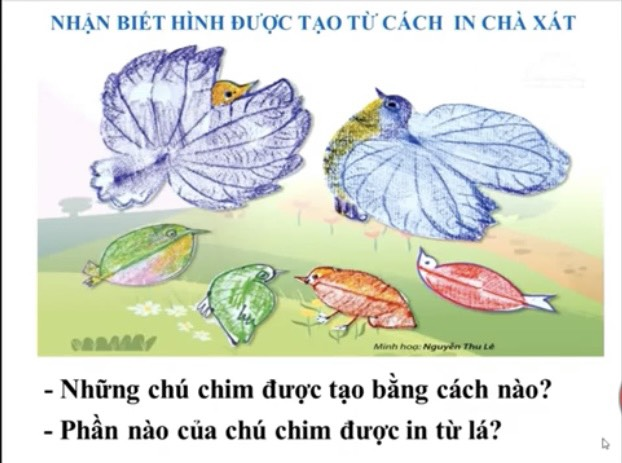 NHẬN BIẾT HÌNH ĐƯỢC TẠO TỪ CÁCH IN CHÀ XÁT
Minh hoạ: Nguyễn Thu Lê
- Những chú chim được tạo bằng cách nào?
- Phần nào của chú chim được in từ lá?